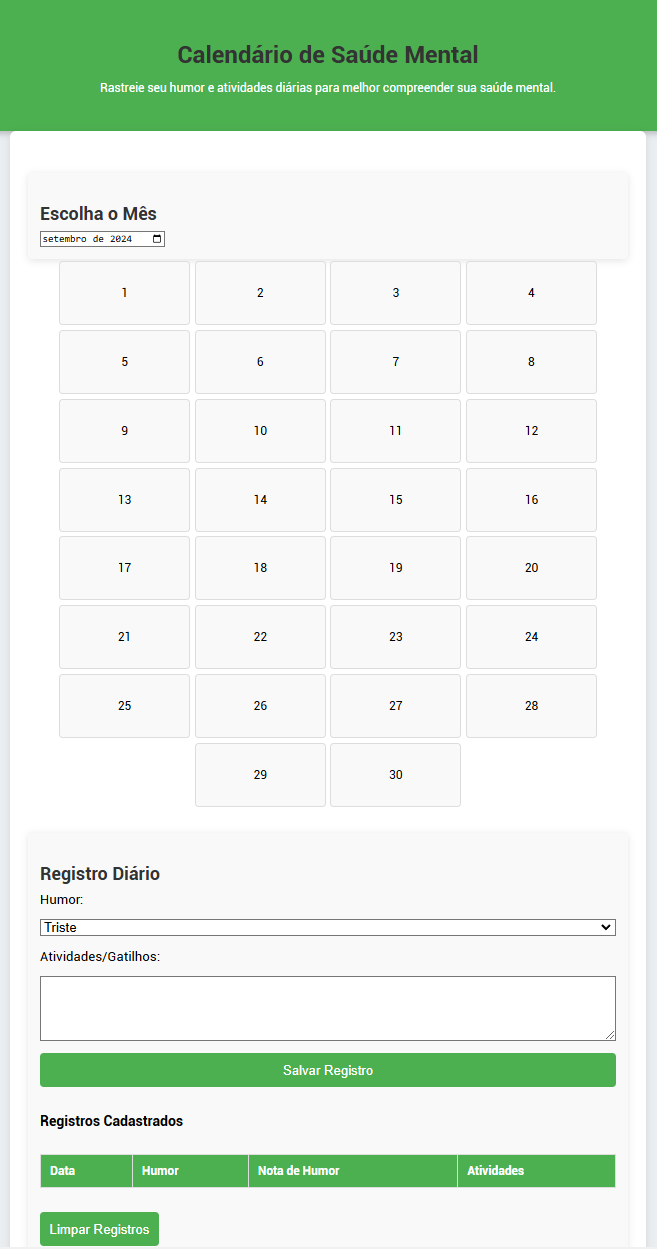 Calendário de Saúde Mental
Rastreie seu humor e atividades diárias para melhor compreender sua saúde mental.
Escolha o Mês
setembro de 2024
1 2 3 4
5 6 7 8
9 10 11 12
13 14 15 16
17 18 19 20
21 22 23 24
25 26 27 28
29 30
Registro Diário
Humor:
Triste
Atividades/Gatilhos:
Salvar Registro
Registros Cadastrados
Data Humor Nota de Humor Atividades
Limpar Registros